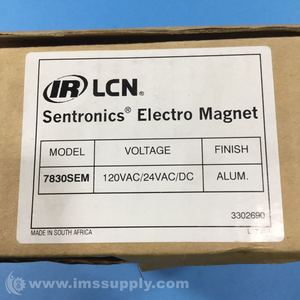 IR LCN®
Sentronics® Electro Magnet
MODEL VOLTAGE FINISH
7830SEM 120VAC/24VAC/DC ALUM.
3302690
MADE IN SOUTH AFRICA
© www.imssupply.com